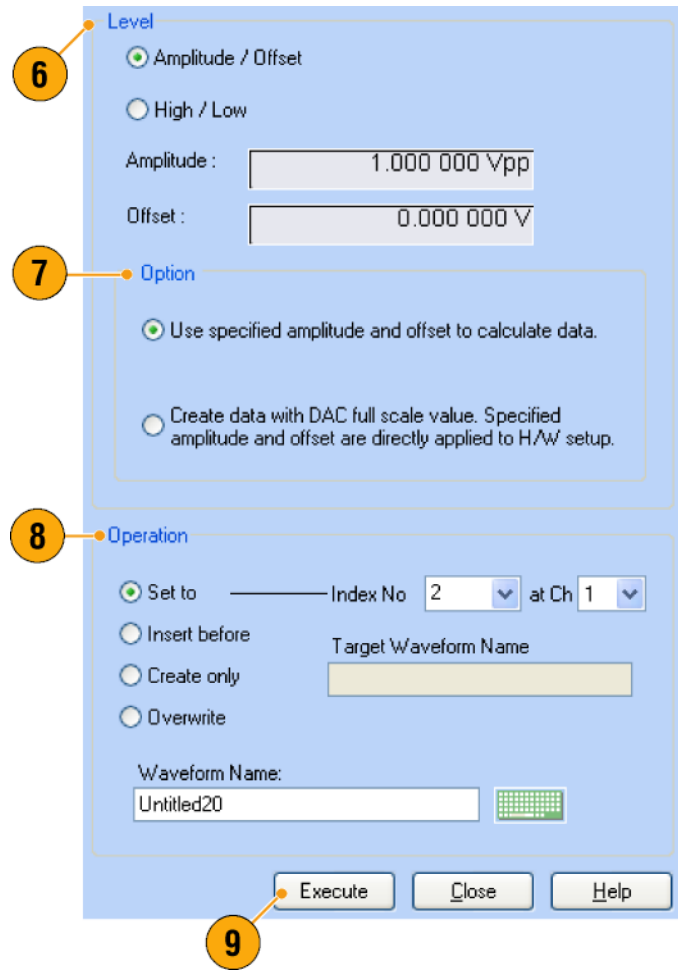 6
Level
Amplitude / Offset
High / Low
Amplitude : 1.000 000 Vpp
Offset : 0.000 000 V
7
Option
Use specified amplitude and offset to calculate data.
Create data with DAC full scale value. Specified
amplitude and offset are directly applied to H/W setup.
8
Operation
Set to Index No 2 at Ch 1
Insert before
Target Waveform Name
Create only
Overwrite
Waveform Name:
Untitled20
Execute Close Help
9